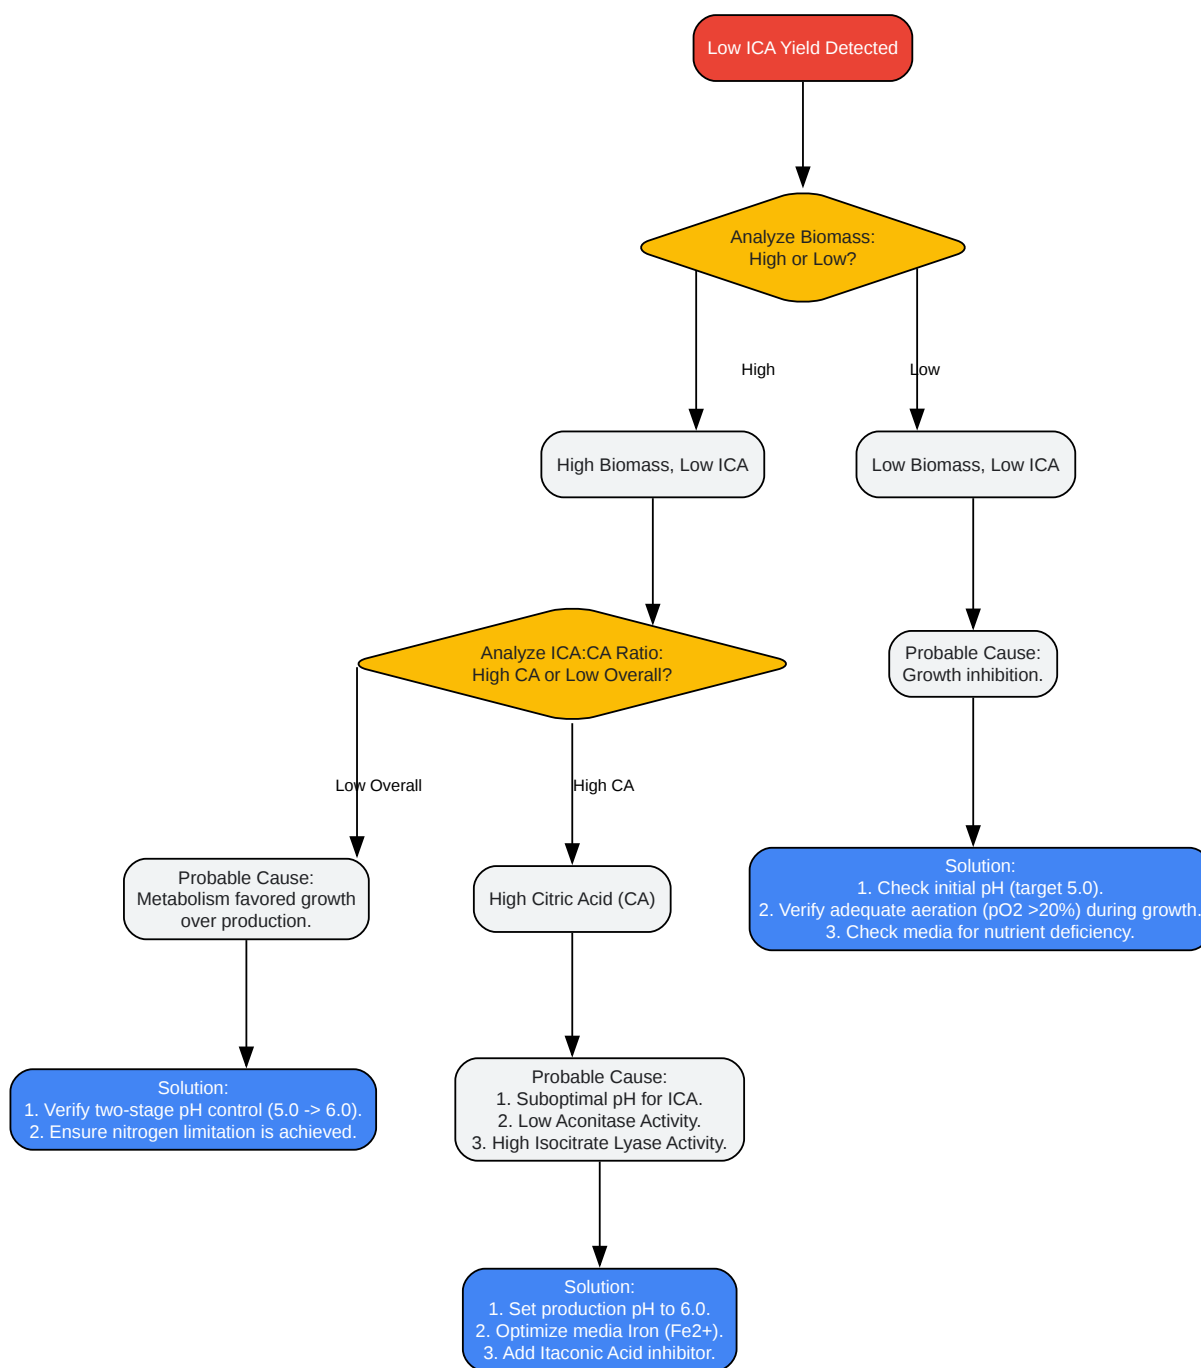 Low ICA Yield Detected
Analyze Biomass:
High or Low?
High
Low
High Biomass, Low ICA
Low Biomass, Low ICA
Analyze ICA:CA Ratio:
High CA or Low Overall?
Probable Cause:
Growth inhibition.
Low Overall
High CA
Probable Cause:
Metabolism favored growth
over production.
High Citric Acid (CA)
Solution:
1. Check initial pH (target 5.0).
2. Verify adequate aeration (pO2 >20%) during growth.
3. Check media for nutrient deficiency.
Solution:
1. Verify two-stage pH control (5.0 -> 6.0).
2. Ensure nitrogen limitation is achieved.
Probable Cause:
1. Suboptimal pH for ICA.
2. Low Aconitase Activity.
3. High Isocitrate Lyase Activity.
Solution:
1. Set production pH to 6.0.
2. Optimize media Iron (Fe2+).
3. Add Itaconic Acid inhibitor.